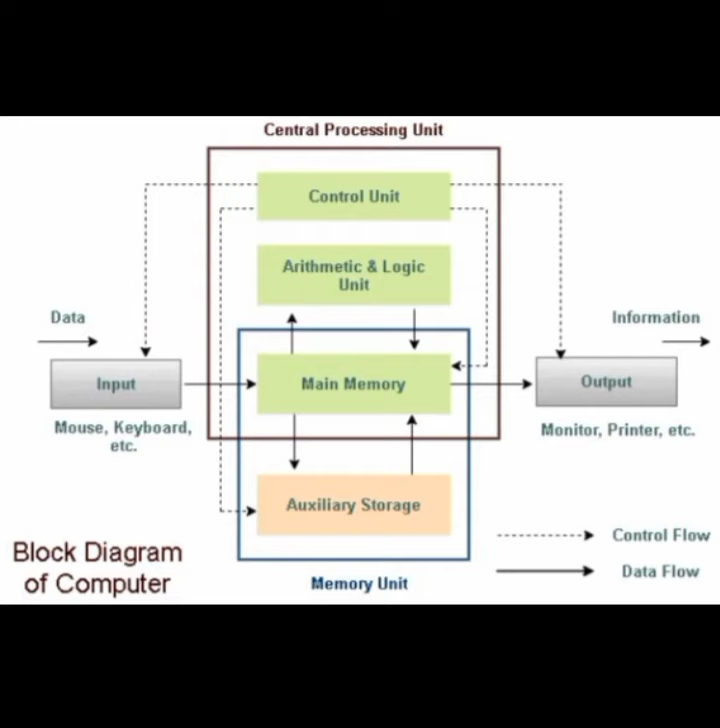 Central Processing Unit
Control Unit
Arithmetic & Logic
Unit
Data
Information
Input
Main Memory
Output
Mouse, Keyboard,
etc.
Monitor, Printer, etc.
Auxiliary Storage
Block Diagram
of Computer
Control Flow
Data Flow
Memory Unit